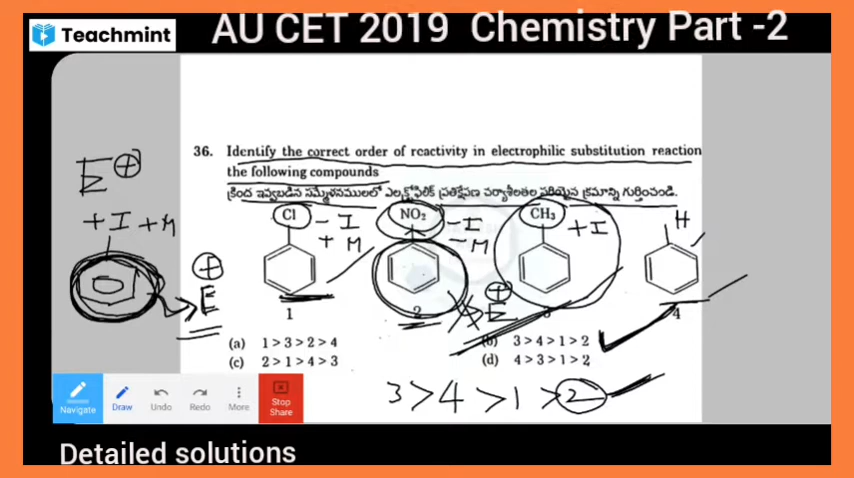 Teachmint
AU CET 2019 Chemistry Part -2
36. Identify the correct order of reactivity in electrophilic substitution reaction
the following compounds
క్రింద ఇవ్వబడిన సమ్మేళనములలో ఎలక్ట్రోఫిలిక్ ప్రతిక్షేపణ చర్యాశీలతల సరియైన క్రమాన్ని గుర్తించండి.
E⊕
+I +M
⊕
E
Cl -I +M
NO₂ -I -M
CH₃ +I
H
⊕
E
1 2 3 4
(a) 1 > 3 > 2 > 4 (b) 3 > 4 > 1 > 2
(c) 2 > 1 > 4 > 3 (d) 4 > 3 > 1 > 2
3 > 4 > 1 > 2
Navigate Draw Undo Redo More Stop Share
Detailed solutions